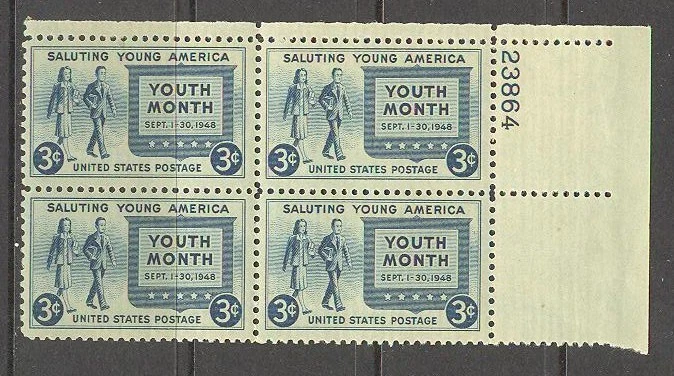 SALUTING YOUNG AMERICA
YOUTH
MONTH
SEPT. 1-30, 1948
3¢ 3¢
UNITED STATES POSTAGE
SALUTING YOUNG AMERICA
YOUTH
MONTH
SEPT. 1-30, 1948
3¢ 3¢
UNITED STATES POSTAGE
23864
SALUTING YOUNG AMERICA
YOUTH
MONTH
SEPT. 1-30, 1948
3¢ 3¢
UNITED STATES POSTAGE
SALUTING YOUNG AMERICA
YOUTH
MONTH
SEPT. 1-30, 1948
3¢ 3¢
UNITED STATES POSTAGE